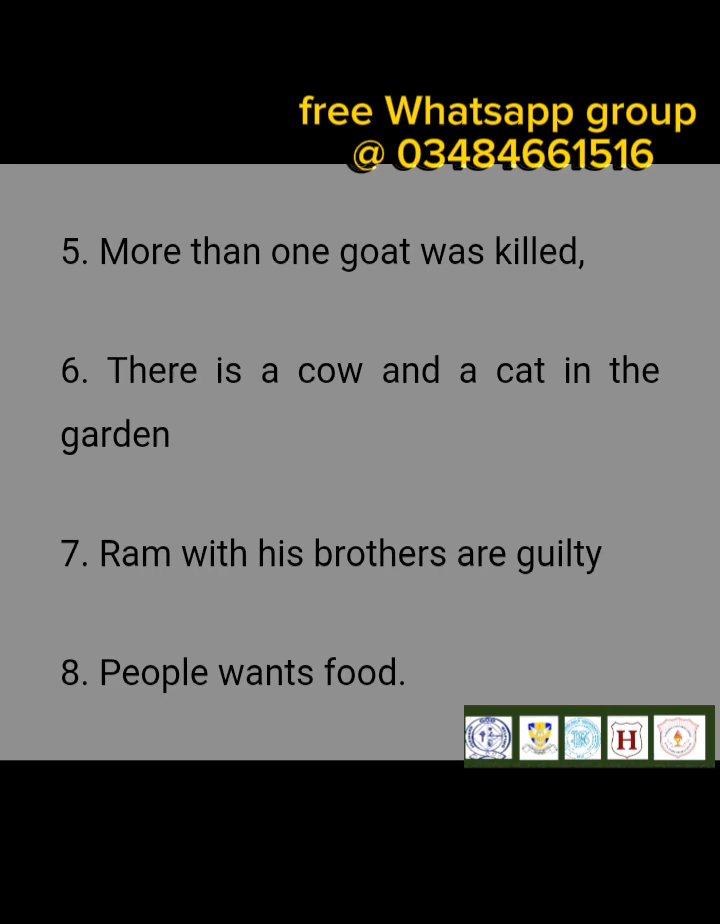 free Whatsapp group
@ 03484661516
5. More than one goat was killed,
6. There is a cow and a cat in the
garden
7. Ram with his brothers are guilty
8. People wants food.
H